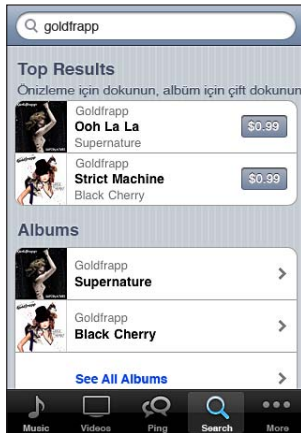 goldfrapp
Top Results
Önizleme için dokunun, albüm için çift dokunun
Goldfrapp
Ooh La La
$0.99
Supernature
Goldfrapp
Strict Machine
$0.99
Black Cherry
Albums
Goldfrapp
Supernature
Goldfrapp
Black Cherry
See All Albums
Music Videos Ping Search More